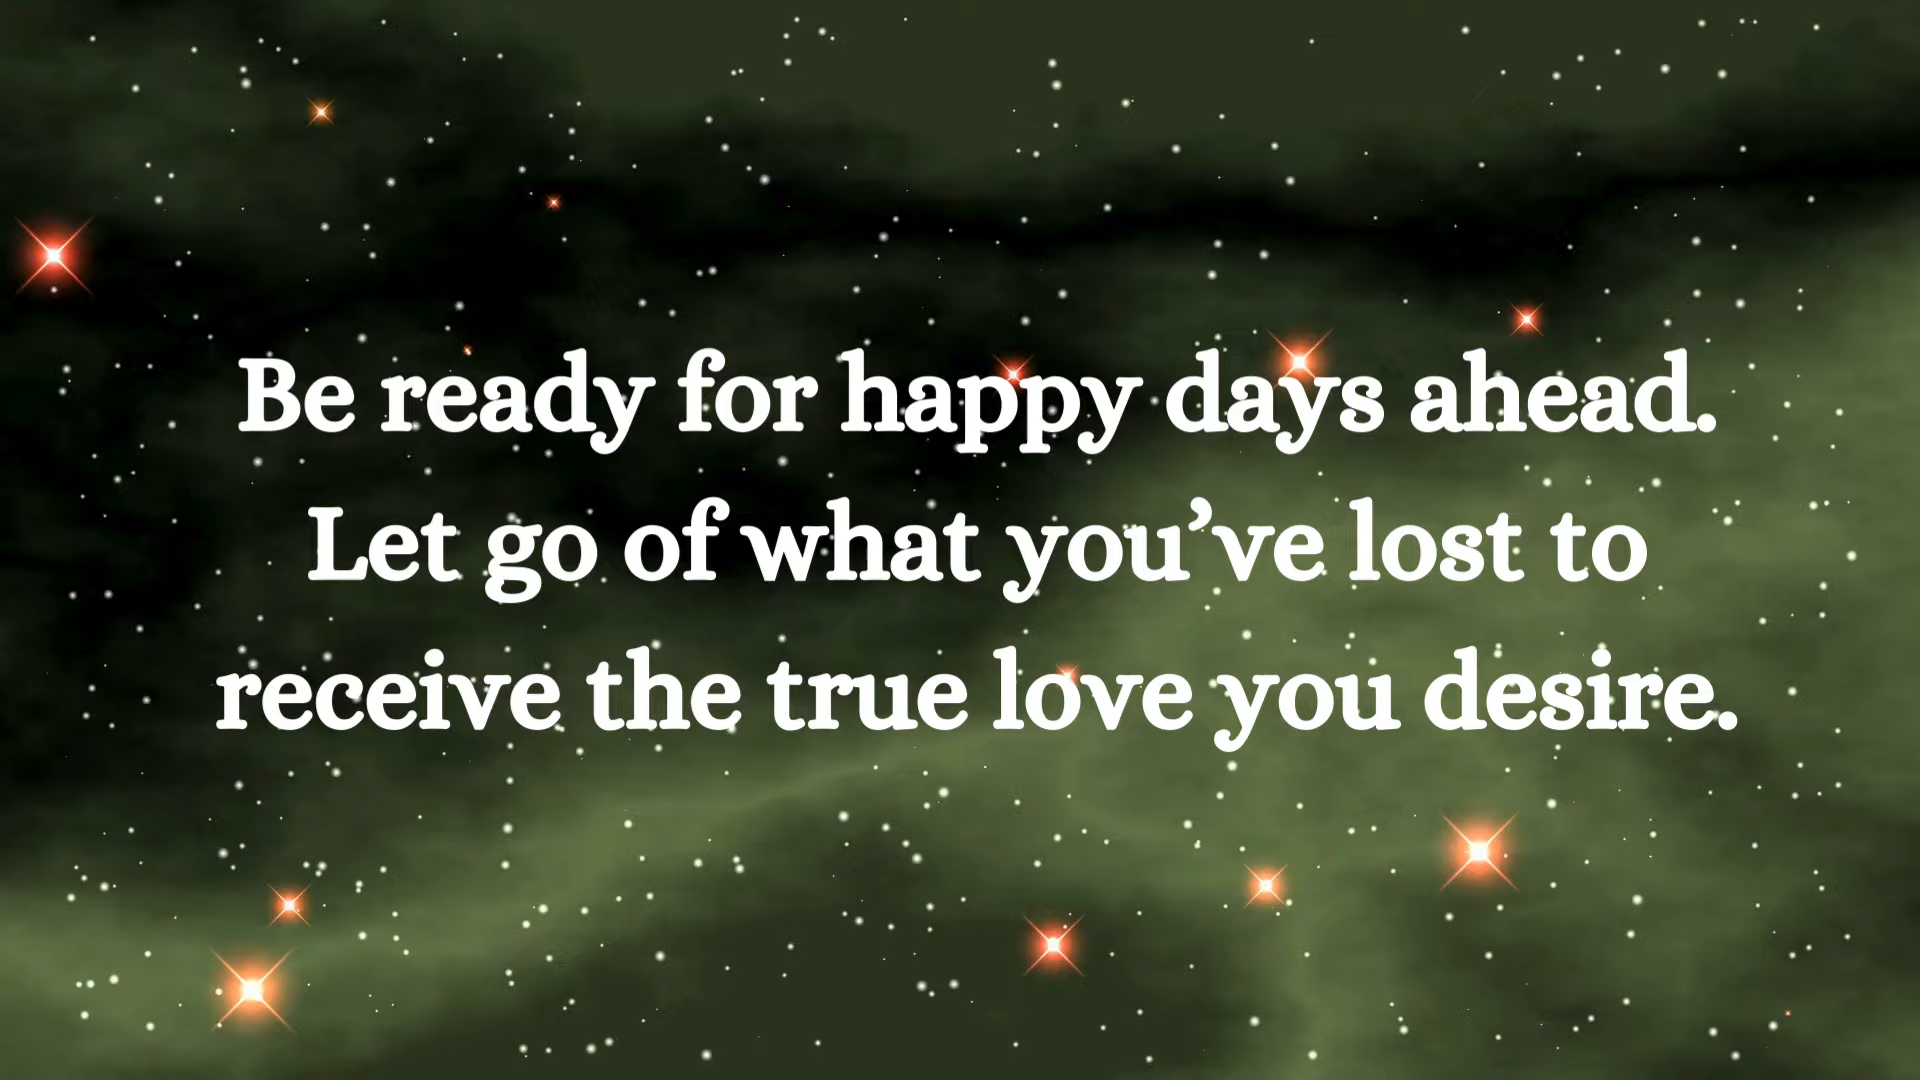 Be ready for happy days ahead.
Let go of what you’ve lost to
receive the true love you desire.